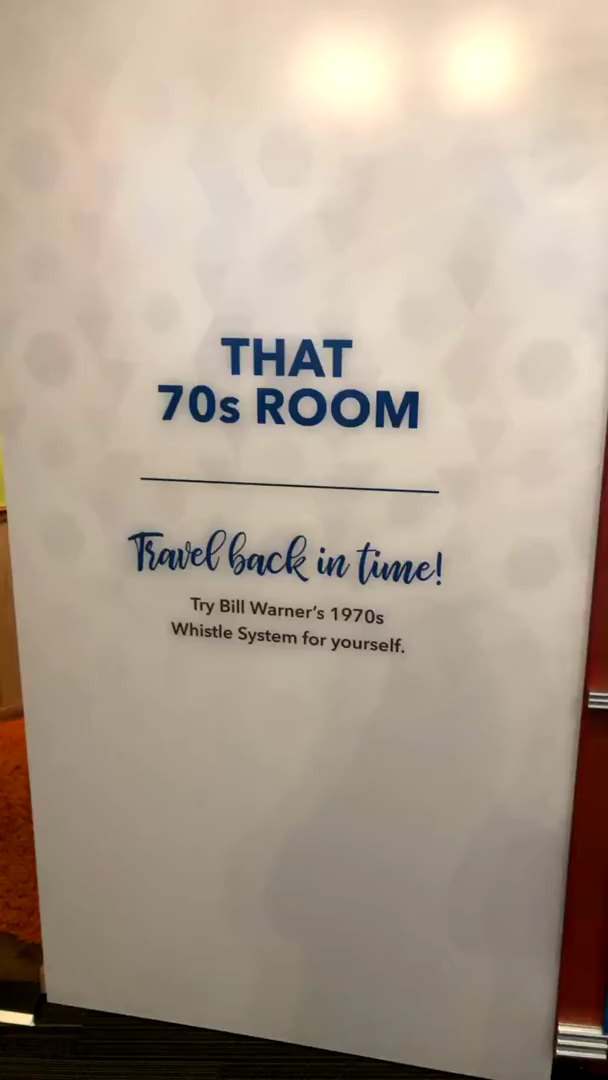 THAT
70s ROOM
Travel back in time!
Try Bill Warner's 1970s
Whistle System for yourself.